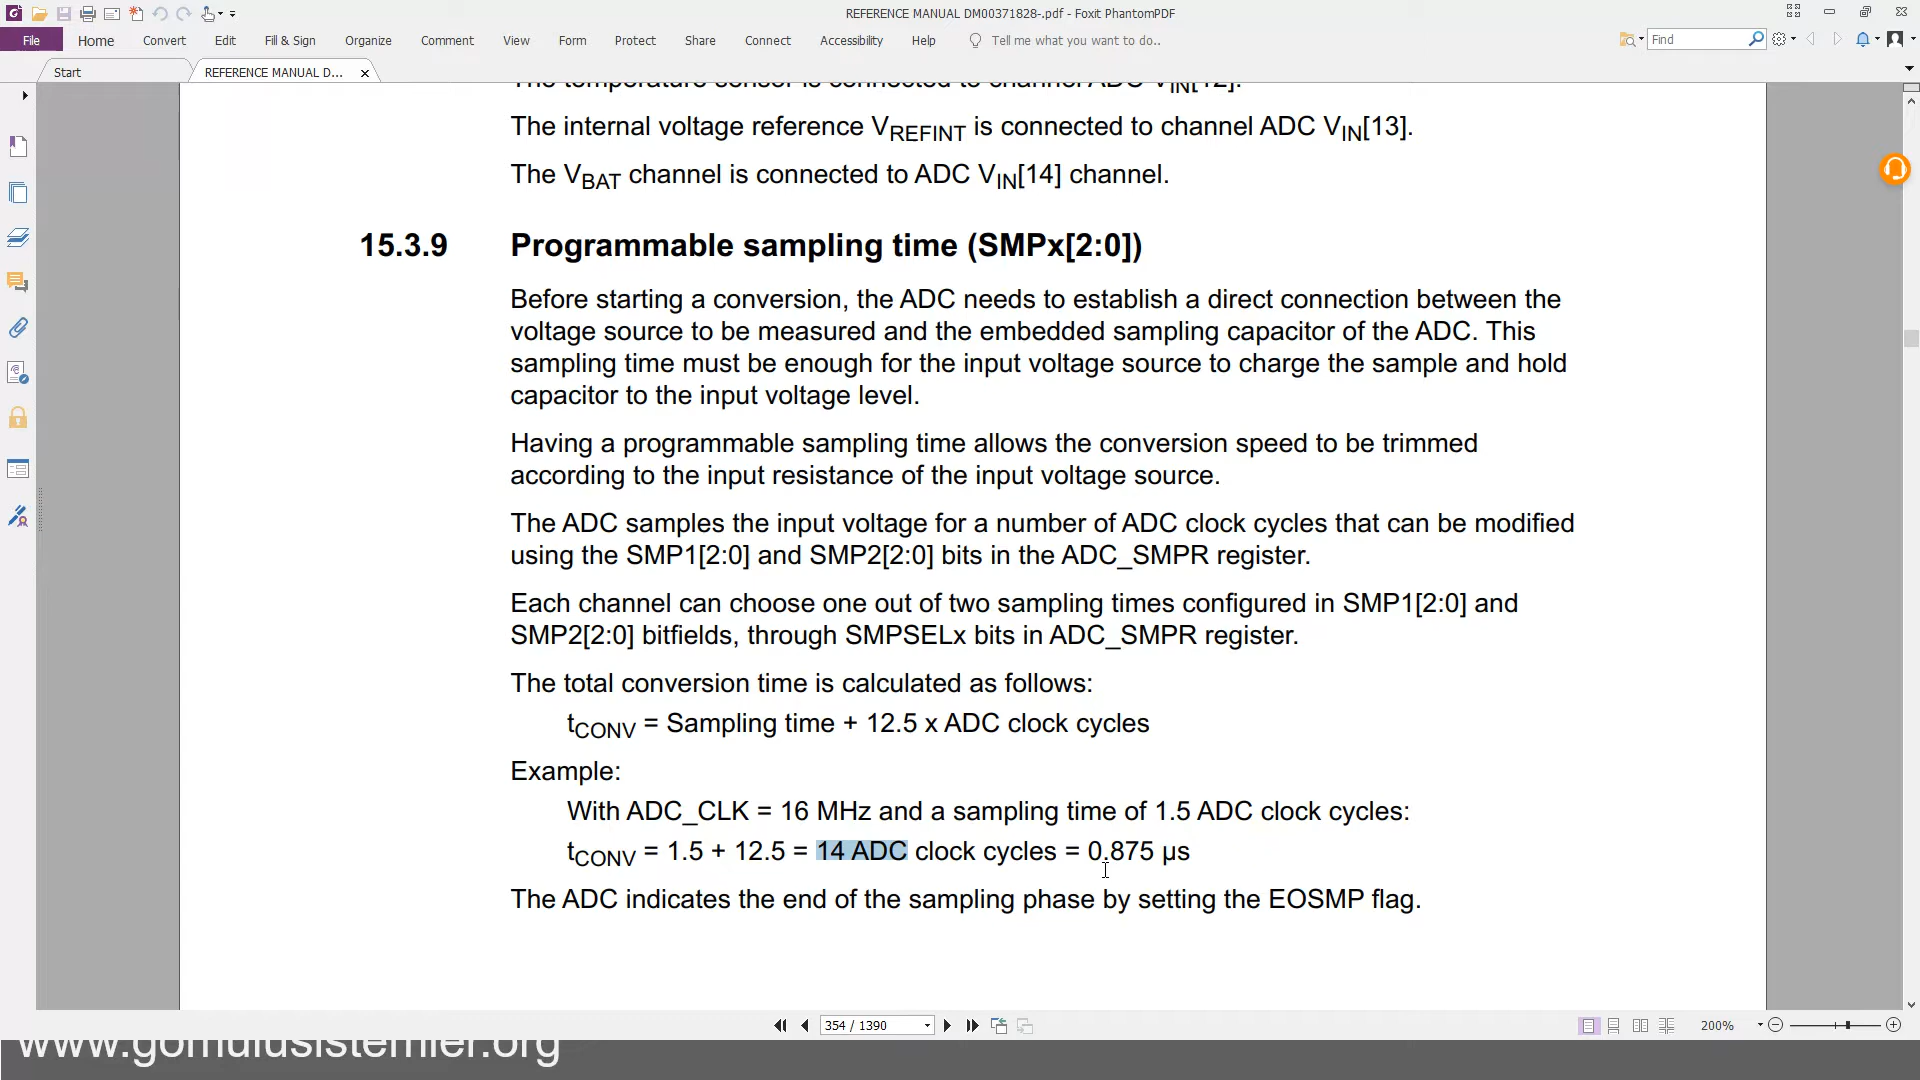 REFERENCE MANUAL DM00371828-.pdf - Foxit PhantomPDF
File Home Convert Edit Fill & Sign Organize Comment View Form Protect Share Connect Accessibility Help Tell me what you want to do.. Find
Start REFERENCE MANUAL D...
The temperature sensor is connected to channel ADC VIN[12].
The internal voltage reference VREFINT is connected to channel ADC VIN[13].
The VBAT channel is connected to ADC VIN[14] channel.
15.3.9 Programmable sampling time (SMPx[2:0])
Before starting a conversion, the ADC needs to establish a direct connection between the
voltage source to be measured and the embedded sampling capacitor of the ADC. This
sampling time must be enough for the input voltage source to charge the sample and hold
capacitor to the input voltage level.
Having a programmable sampling time allows the conversion speed to be trimmed
according to the input resistance of the input voltage source.
The ADC samples the input voltage for a number of ADC clock cycles that can be modified
using the SMP1[2:0] and SMP2[2:0] bits in the ADC_SMPR register.
Each channel can choose one out of two sampling times configured in SMP1[2:0] and
SMP2[2:0] bitfields, through SMPSELx bits in ADC_SMPR register.
The total conversion time is calculated as follows:
tCONV = Sampling time + 12.5 x ADC clock cycles
Example:
With ADC_CLK = 16 MHz and a sampling time of 1.5 ADC clock cycles:
tCONV = 1.5 + 12.5 = 14 ADC clock cycles = 0.875 µs
The ADC indicates the end of the sampling phase by setting the EOSMP flag.
354 / 1390 200%
www.gomulusistemler.org